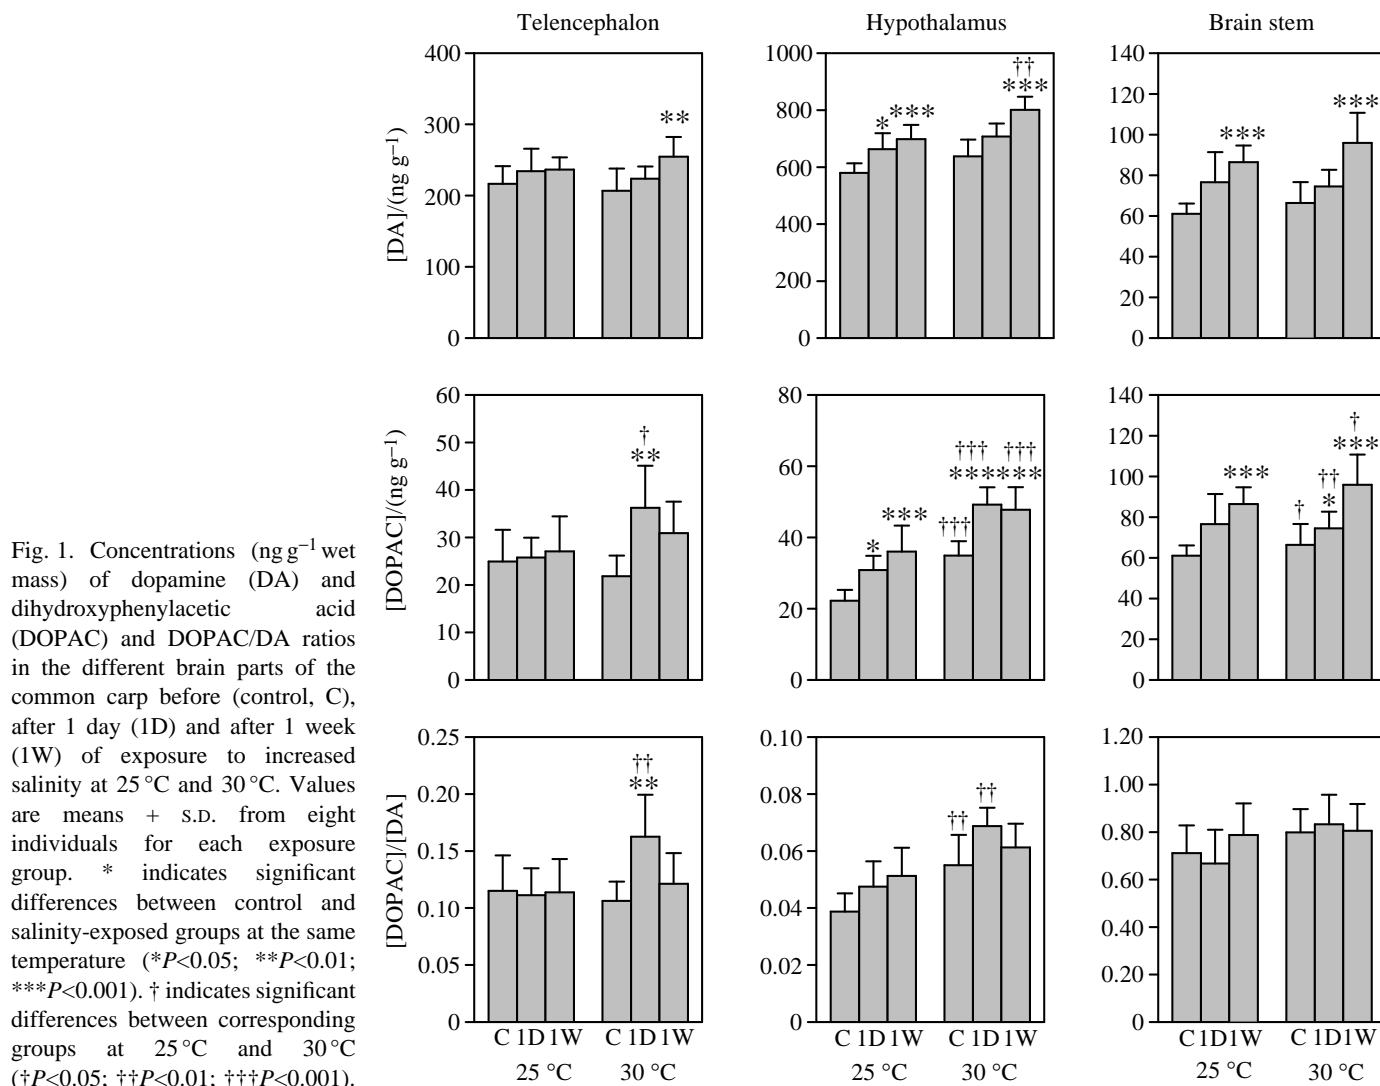 Telencephalon Hypothalamus Brain stem
400
300
200
100
0
[DA]/(ng g–1)
**
1000
800
600
400
200
0
* ***
††
***
140
120
100
80
60
40
20
0
***
***
60
50
40
30
20
10
0
[DOPAC]/(ng g–1)
†
**
80
60
40
20
0
*
***
†††
†††
***
†††
***
140
120
100
80
60
40
20
0
***
†
††
*
†
***
0.25
0.20
0.15
0.10
0.05
0
[DOPAC]/[DA]
††
**
0.10
0.08
0.06
0.04
0.02
0
††
††
1.20
1.00
0.80
0.60
0.40
0.20
0
C 1D 1W C 1D 1W
25 °C 30 °C
C 1D 1W C 1D 1W
25 °C 30 °C
C 1D 1W C 1D 1W
25 °C 30 °C
Fig. 1. Concentrations (ng g–1 wet
mass) of dopamine (DA) and
dihydroxyphenylacetic acid
(DOPAC) and DOPAC/DA ratios
in the different brain parts of the
common carp before (control, C),
after 1 day (1D) and after 1 week
(1W) of exposure to increased
salinity at 25 °C and 30 °C. Values
are means + S.D. from eight
individuals for each exposure
group. * indicates significant
differences between control and
salinity-exposed groups at the same
temperature (*P<0.05; **P<0.01;
***P<0.001). † indicates significant
differences between corresponding
groups at 25 °C and 30 °C
(†P<0.05; ††P<0.01; †††P<0.001).